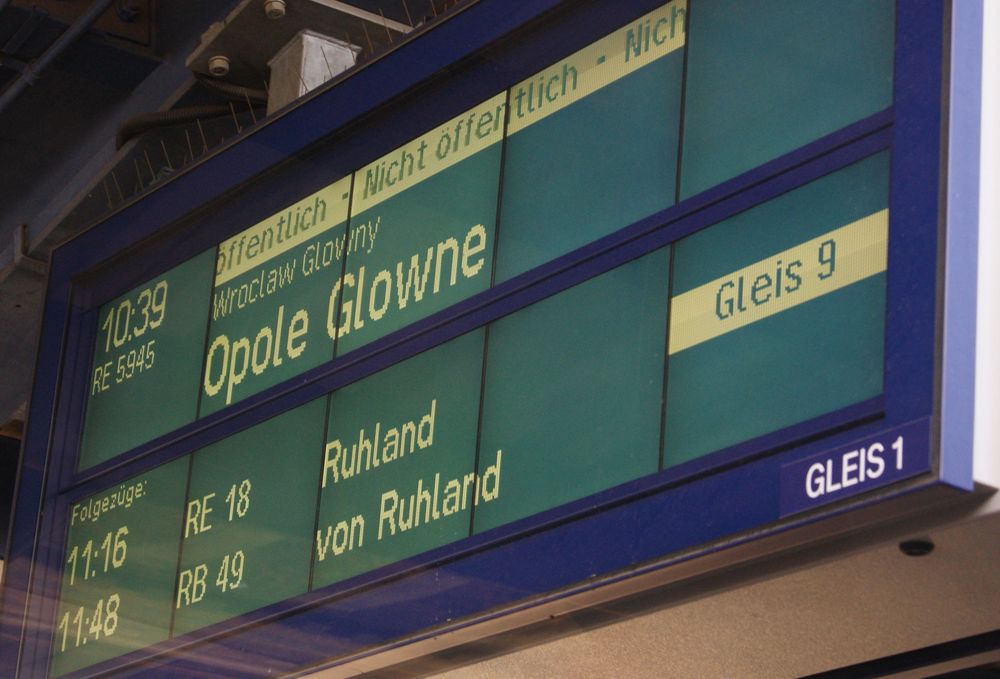 öffentlich - Nicht öffentlich - Nich
10:39
Wroclaw Glowny
RE 5945
Opole Glowne
Gleis 9
Folgezüge:
11:16 RE 18 Ruhland
11:48 RB 49 von Ruhland
GLEIS 1